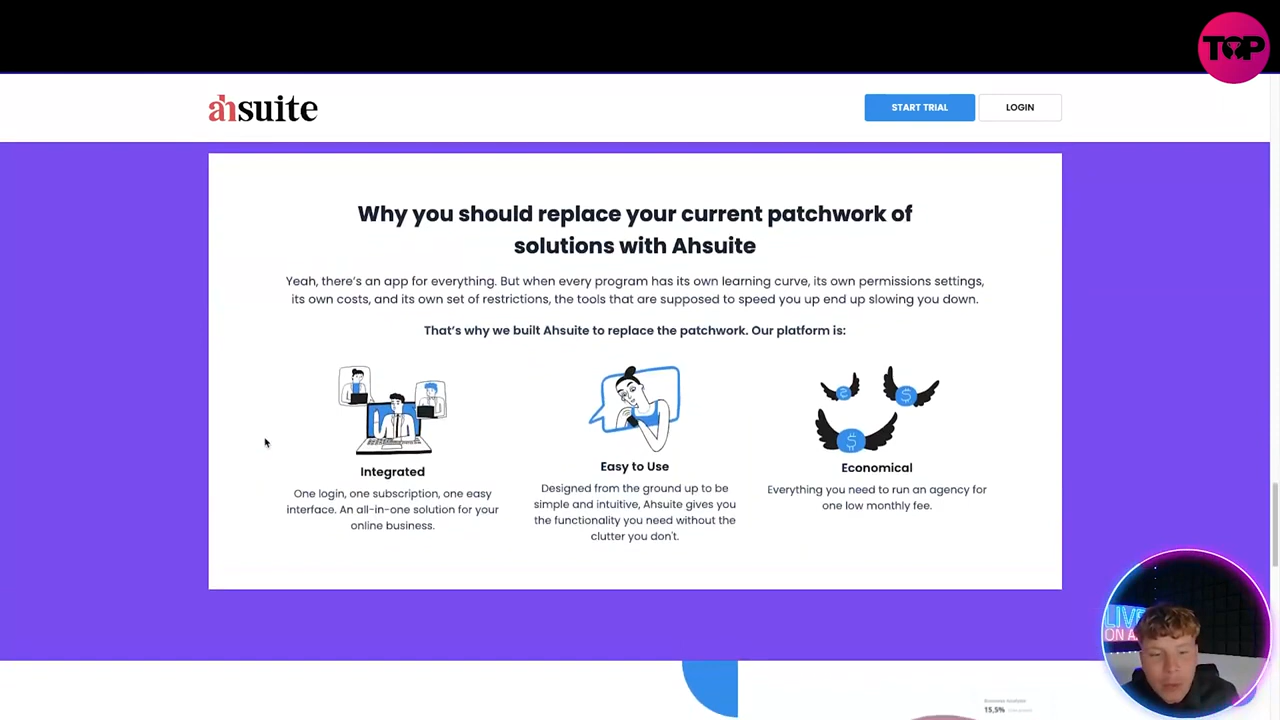 TOP
ahsuite
START TRIAL
LOGIN
Why you should replace your current patchwork of
solutions with Ahsuite
Yeah, there's an app for everything. But when every program has its own learning curve, its own permissions settings,
its own costs, and its own set of restrictions, the tools that are supposed to speed you up end up slowing you down.
That's why we built Ahsuite to replace the patchwork. Our platform is:
Integrated
One login, one subscription, one easy
interface. An all-in-one solution for your
online business.
Easy to Use
Designed from the ground up to be
simple and intuitive, Ahsuite gives you
the functionality you need without the
clutter you don't.
Economical
Everything you need to run an agency for
one low monthly fee.
LIVE
ON A
15,5%